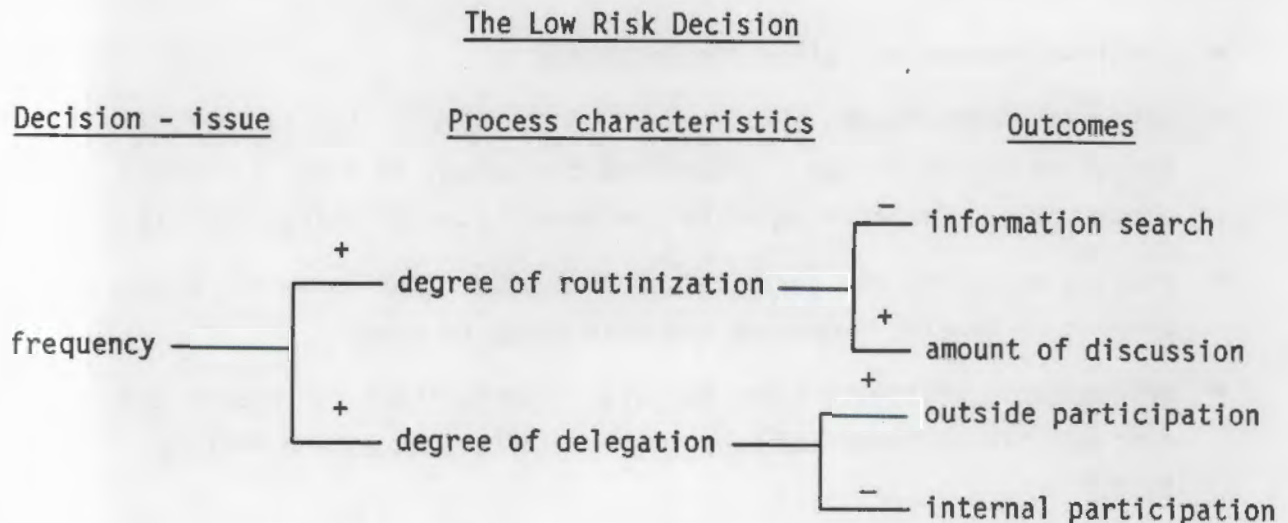 The Low Risk Decision
Decision - issue Process characteristics Outcomes
− information search
+ degree of routinization
+ amount of discussion
frequency
+ outside participation
+ degree of delegation
− internal participation